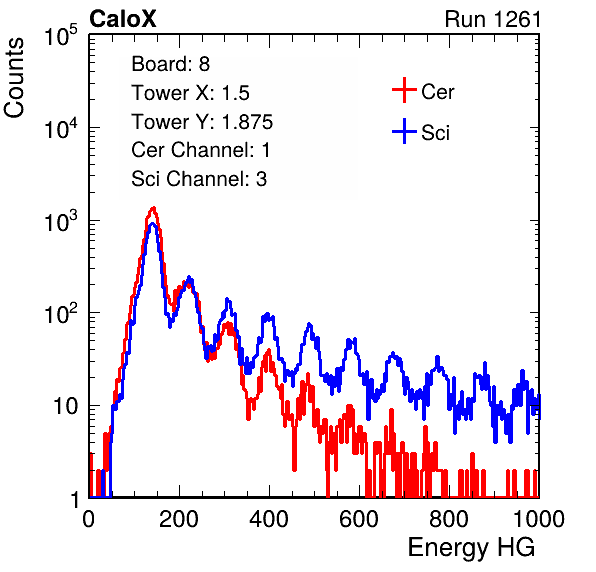 CaloX Run 1261
Counts
10^5
10^4
10^3
10^2
10
1
Board: 8
Tower X: 1.5
Tower Y: 1.875
Cer Channel: 1
Sci Channel: 3
Cer
Sci
0 200 400 600 800 1000
Energy HG